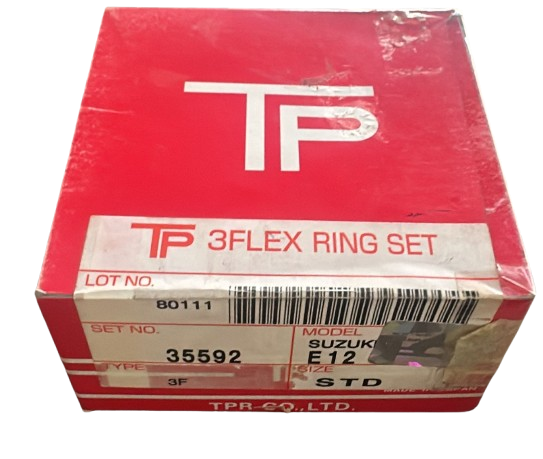 TP
TP 3FLEX RING SET
LOT NO.
80111
SET NO.
35592
MODEL
SUZUK
E12
TYPE
3F
SIZE
STD
TPR CO.,LTD.